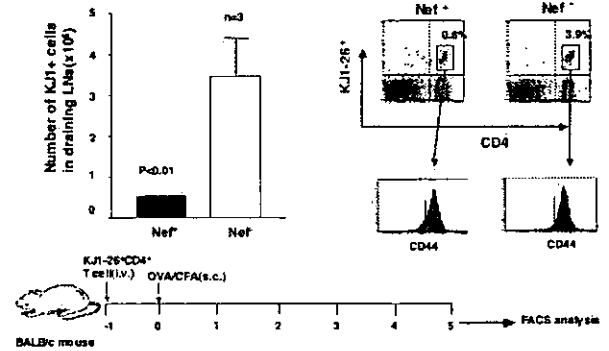 Number of KJ1+ cells
in draining LNs(x10⁵)
5
4
3
2
1
0
n=3
P<0.01
Nef⁺
Nef⁻
Nef⁺
Nef⁻
0.6%
3.9%
KJ1-26⁺
CD4
CD44
CD44
KJ1-26⁺CD4⁺
T cell(i.v.)
OVA/CFA(s.c.)
-1
0
1
2
3
4
5
FACS analysis
BALB/c mouse